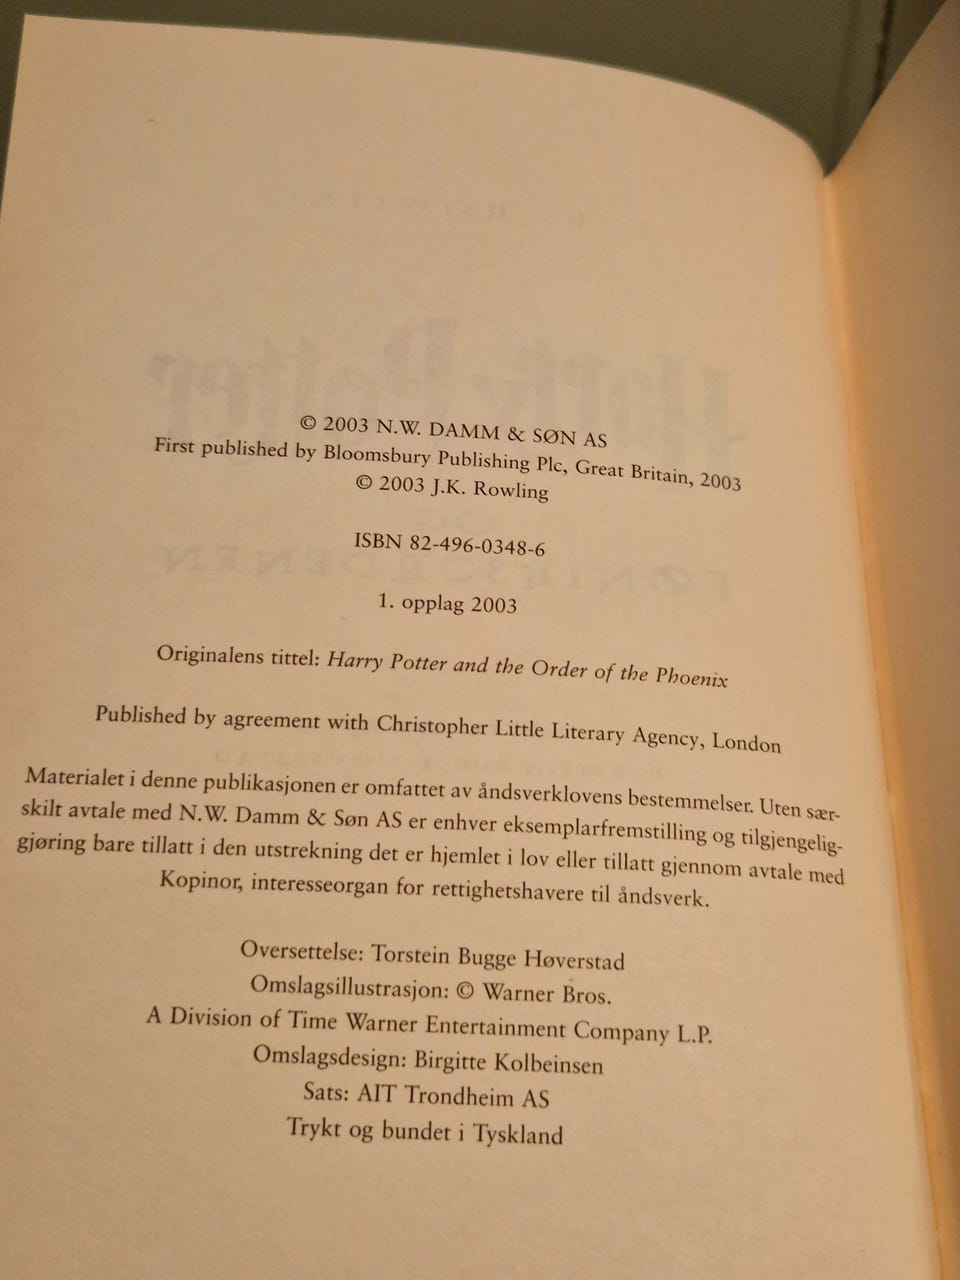 © 2003 N.W. DAMM & SØN AS
First published by Bloomsbury Publishing Plc, Great Britain, 2003
© 2003 J.K. Rowling
ISBN 82-496-0348-6
1. opplag 2003
Originalens tittel: Harry Potter and the Order of the Phoenix
Published by agreement with Christopher Little Literary Agency, London
Materialet i denne publikasjonen er omfattet av åndsverklovens bestemmelser. Uten sær-
skilt avtale med N.W. Damm & Søn AS er enhver eksemplarfremstilling og tilgjengelig-
gjøring bare tillatt i den utstrekning det er hjemlet i lov eller tillatt gjennom avtale med
Kopinor, interesseorgan for rettighetshavere til åndsverk.
Oversettelse: Torstein Bugge Høverstad
Omslagsillustrasjon: © Warner Bros.
A Division of Time Warner Entertainment Company L.P.
Omslagsdesign: Birgitte Kolbeinsen
Sats: AIT Trondheim AS
Trykt og bundet i Tyskland